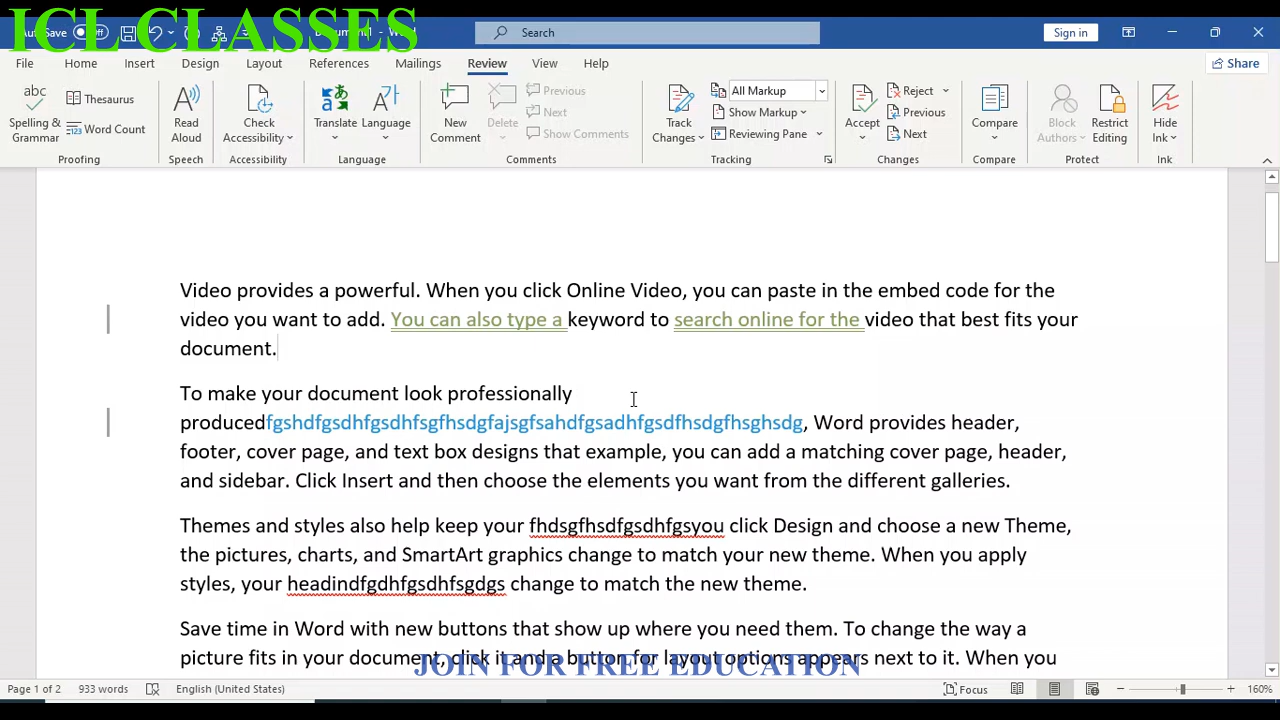 ICL CLASSES
Search
Sign in
File Home Insert Design Layout References Mailings Review View Help Share
Spelling & Grammar
Thesaurus
Word Count
Proofing
Read Aloud
Speech
Check Accessibility
Accessibility
Translate
Language
Language
New Comment
Delete
Previous
Next
Show Comments
Comments
Track Changes
All Markup
Show Markup
Reviewing Pane
Tracking
Accept
Reject
Previous
Next
Changes
Compare
Compare
Block Authors
Restrict Editing
Protect
Hide Ink
Ink
Video provides a powerful. When you click Online Video, you can paste in the embed code for the
video you want to add. You can also type a keyword to search online for the video that best fits your
document.
To make your document look professionally
producedfgshdfgsdhfgsdhfsgfhsdgfajsgfsahdfgsadhfgsdfhsdgfhsghsdg, Word provides header,
footer, cover page, and text box designs that example, you can add a matching cover page, header,
and sidebar. Click Insert and then choose the elements you want from the different galleries.
Themes and styles also help keep your fhdsgfhsdfgsdhfgsyou click Design and choose a new Theme,
the pictures, charts, and SmartArt graphics change to match your new theme. When you apply
styles, your headindfgdhfgsdhfsgdgs change to match the new theme.
Save time in Word with new buttons that show up where you need them. To change the way a
picture fits in your document, click it and a button for layout options appears next to it. When you
JOIN FOR FREE EDUCATION
Page 1 of 2 933 words English (United States) Focus 160%